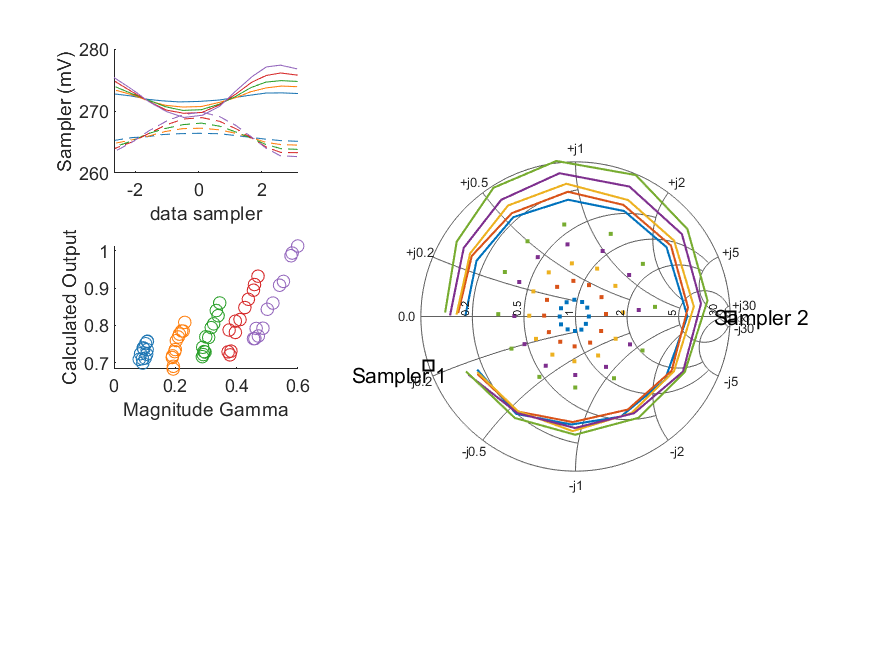 280
270
260
Sampler (mV)
-2
0
2
data sampler
1
0.9
0.8
0.7
Calculated Output
0
0.2
0.4
0.6
Magnitude Gamma
+j1
+j0.5
+j2
+j0.2
+j5
+j30
0.0
0.2
0.5
1
2
5
30
-j30
Sampler 2
Sampler 1
-j0.2
-j5
-j0.5
-j2
-j1